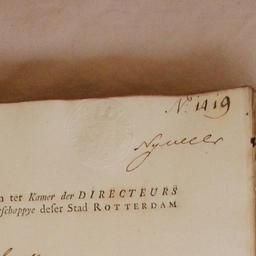 No. 1419
n ter Kamer der DIRECTEURS
schappye deser Stad ROTTERDAM